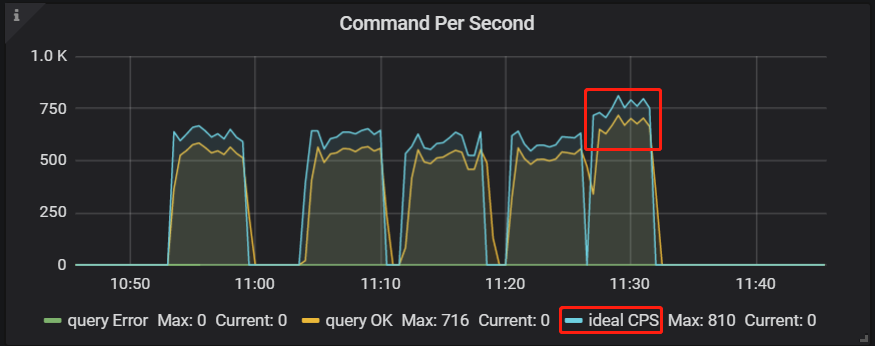 i
Command Per Second
1.0 K
750
500
250
0
10:50 11:00 11:10 11:20 11:30 11:40
query Error Max: 0 Current: 0 query OK Max: 716 Current: 0 ideal CPS Max: 810 Current: 0